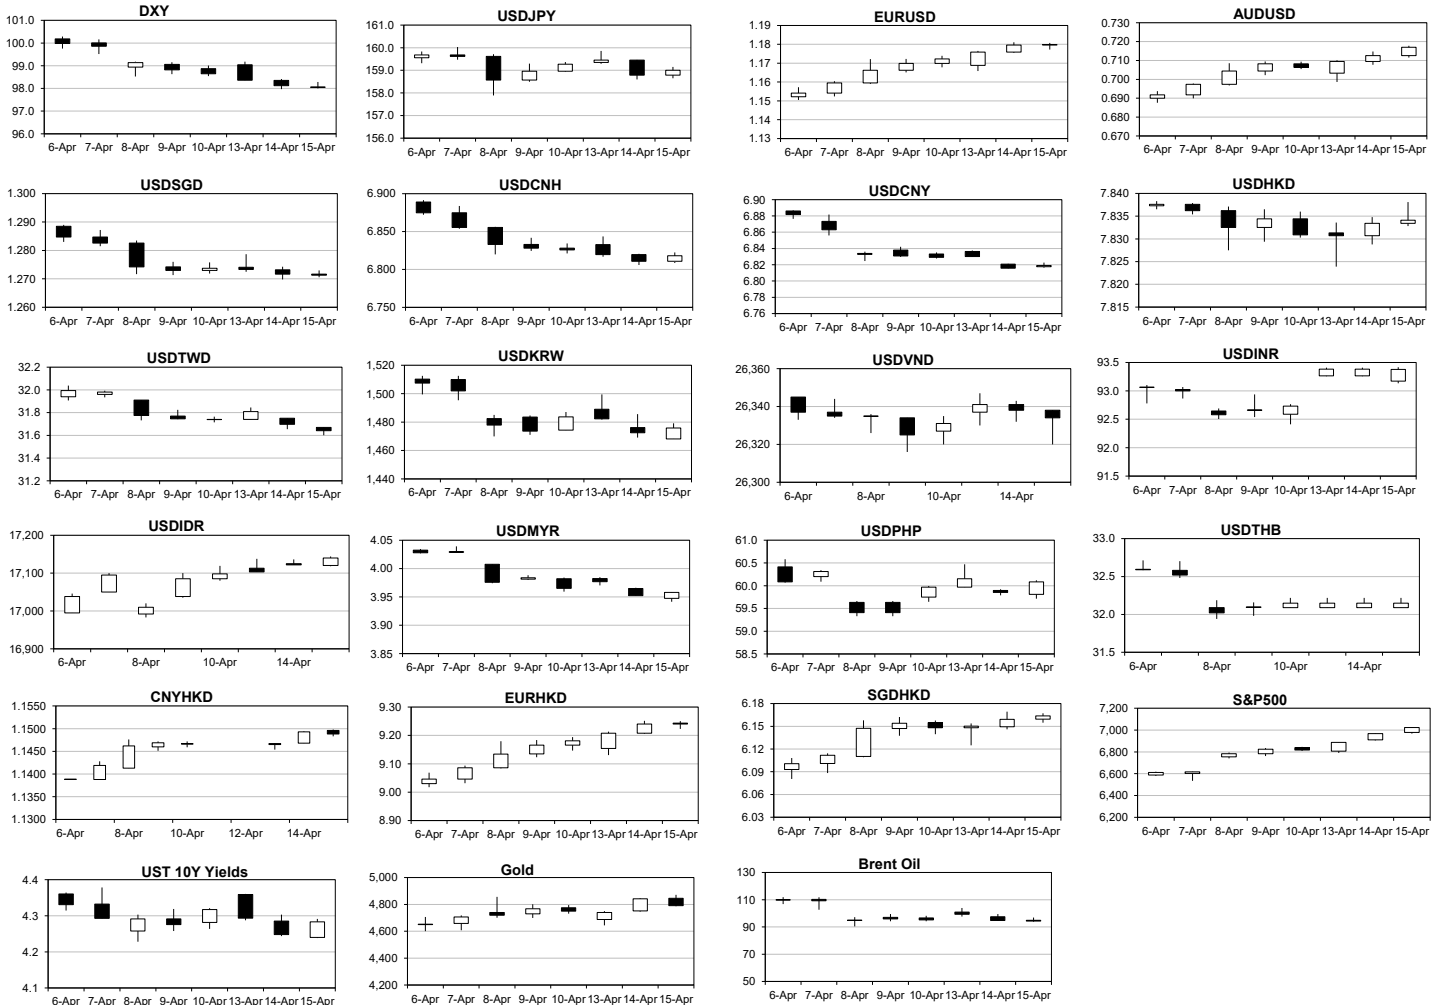 DXY
101.0
100.0
99.0
98.0
97.0
96.0
6-Apr 7-Apr 8-Apr 9-Apr 10-Apr 13-Apr 14-Apr 15-Apr
USDJPY
161.0
160.0
159.0
158.0
157.0
156.0
6-Apr 7-Apr 8-Apr 9-Apr 10-Apr 13-Apr 14-Apr 15-Apr
EURUSD
1.19
1.18
1.16
1.15
1.14
1.13
6-Apr 7-Apr 8-Apr 9-Apr 10-Apr 13-Apr 14-Apr 15-Apr
AUDUSD
0.730
0.720
0.710
0.700
0.690
0.680
0.670
6-Apr 7-Apr 8-Apr 9-Apr 10-Apr 13-Apr 14-Apr 15-Apr
USDSGD
1.300
1.290
1.280
1.270
1.260
6-Apr 7-Apr 8-Apr 9-Apr 10-Apr 13-Apr 14-Apr 15-Apr
USDCNH
6.900
6.850
6.800
6.750
6-Apr 7-Apr 8-Apr 9-Apr 10-Apr 13-Apr 14-Apr 15-Apr
USDCNY
6.90
6.88
6.86
6.84
6.82
6.80
6.78
6.76
6-Apr 7-Apr 8-Apr 9-Apr 10-Apr 13-Apr 14-Apr 15-Apr
USDHKD
7.840
7.835
7.830
7.825
7.820
7.815
6-Apr 7-Apr 8-Apr 9-Apr 10-Apr 13-Apr 14-Apr 15-Apr
USDTWD
32.2
32.0
31.8
31.6
31.4
31.2
6-Apr 7-Apr 8-Apr 9-Apr 10-Apr 13-Apr 14-Apr 15-Apr
USDKRW
1,520
1,500
1,480
1,460
1,440
6-Apr 7-Apr 8-Apr 9-Apr 10-Apr 13-Apr 14-Apr 15-Apr
USDVND
26,360
26,340
26,320
26,300
6-Apr 8-Apr 10-Apr 14-Apr
USDINR
93.5
93.0
92.5
92.0
91.5
6-Apr 7-Apr 8-Apr 9-Apr 10-Apr 13-Apr 14-Apr 15-Apr
USDIDR
17,200
17,100
17,000
16,900
6-Apr 8-Apr 10-Apr 14-Apr
USDMYR
4.05
4.00
3.95
3.90
3.85
6-Apr 7-Apr 8-Apr 9-Apr 10-Apr 13-Apr 14-Apr 15-Apr
USDPHP
61.0
60.5
60.0
59.5
59.0
58.5
6-Apr 7-Apr 8-Apr 9-Apr 10-Apr 13-Apr 14-Apr 15-Apr
USDTHB
33.0
32.5
32.0
31.5
6-Apr 8-Apr 10-Apr 14-Apr
CNYHKD
1.1550
1.1500
1.1450
1.1400
1.1350
1.1300
6-Apr 8-Apr 10-Apr 12-Apr 14-Apr
EURHKD
9.30
9.20
9.10
9.00
8.90
6-Apr 7-Apr 8-Apr 9-Apr 10-Apr 13-Apr 14-Apr 15-Apr
SGDHKD
6.18
6.15
6.12
6.09
6.06
6.03
6-Apr 7-Apr 8-Apr 9-Apr 10-Apr 13-Apr 14-Apr 15-Apr
S&P500
7,200
7,000
6,800
6,600
6,400
6,200
6-Apr 7-Apr 8-Apr 9-Apr 10-Apr 13-Apr 14-Apr 15-Apr
UST 10Y Yields
4.4
4.3
4.2
4.1
6-Apr 7-Apr 8-Apr 9-Apr 10-Apr 13-Apr 14-Apr 15-Apr
Gold
5,000
4,800
4,600
4,400
4,200
6-Apr 7-Apr 8-Apr 9-Apr 10-Apr 13-Apr 14-Apr 15-Apr
Brent Oil
130
110
90
70
50
6-Apr 7-Apr 8-Apr 9-Apr 10-Apr 13-Apr 14-Apr 15-Apr